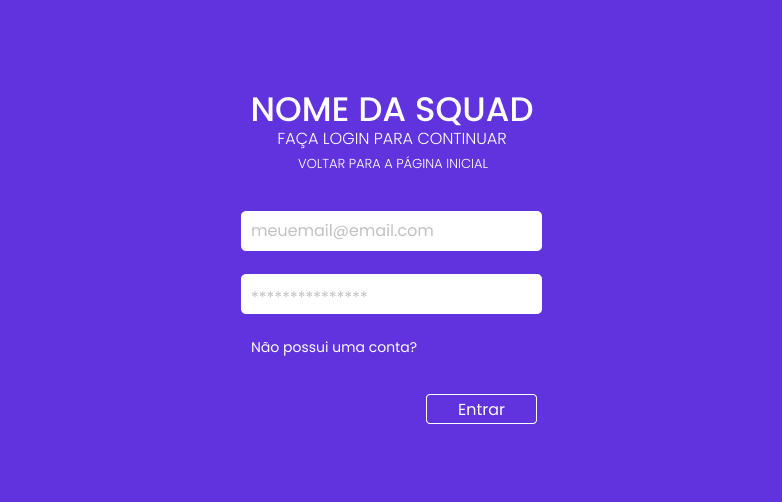 NOME DA SQUAD
FAÇA LOGIN PARA CONTINUAR
VOLTAR PARA A PÁGINA INICIAL
meuemail@email.com
***************
Não possui uma conta?
Entrar